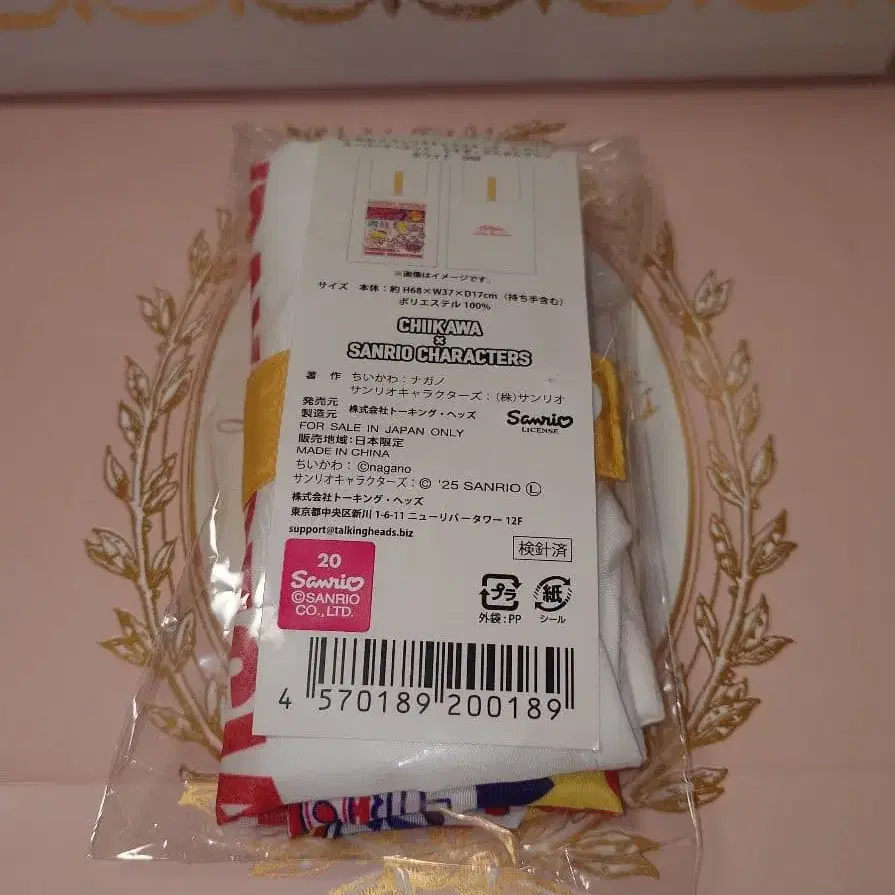 ※画像はイメージです。
サイズ 本体：約 H68×W37×D17cm（持ち手含む）
ポリエステル 100%
CHIIKAWA
×
SANRIO CHARACTERS
著 作 ちいかわ：ナガノ
サンリオキャラクターズ：(株)サンリオ
発売元
製造元 株式会社トーキング・ヘッズ
Sanrio
LICENSE
FOR SALE IN JAPAN ONLY
販売地域：日本限定
MADE IN CHINA
ちいかわ：©nagano
サンリオキャラクターズ：© '25 SANRIO Ⓛ
株式会社トーキング・ヘッズ
東京都中央区新川 1-6-11 ニューリバータワー 12F
support@talkingheads.biz
検針済
20
Sanrio
©SANRIO
CO., LTD.
プラ
外袋：PP
紙
シール
4 570189 200189